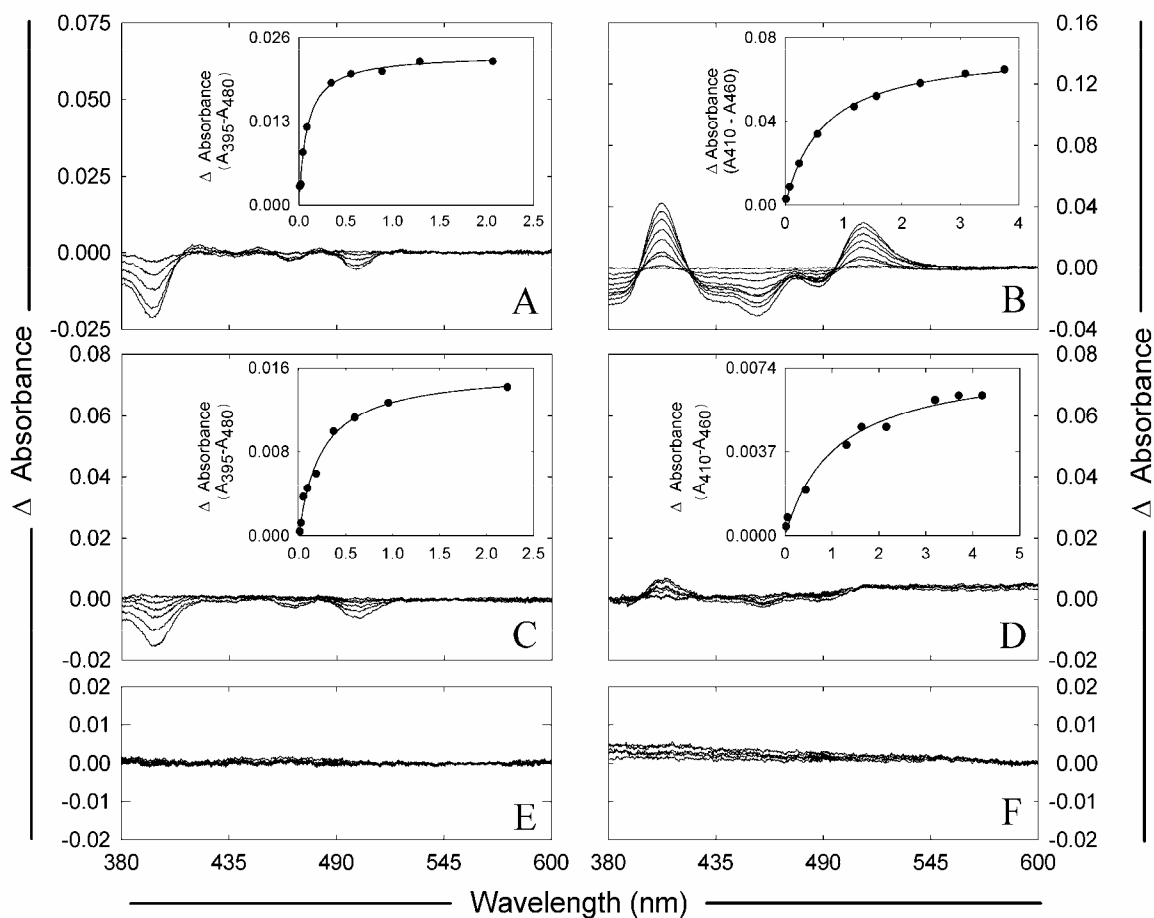 0.075
0.050
0.025
0.000
-0.025
Δ Absorbance
(A395-A480)
0.026
0.013
0.000
0.0 0.5 1.0 1.5 2.0 2.5
A
0.16
0.12
0.08
0.04
0.00
-0.04
Δ Absorbance
(A410 - A460)
0.08
0.04
0.00
0 1 2 3 4
B
Δ Absorbance
Δ Absorbance
0.08
0.06
0.04
0.02
0.00
-0.02
Δ Absorbance
(A395-A480)
0.016
0.008
0.000
0.0 0.5 1.0 1.5 2.0 2.5
C
0.08
0.06
0.04
0.02
0.00
-0.02
Δ Absorbance
(A410-A460)
0.0074
0.0037
0.0000
0 1 2 3 4 5
D
0.02
0.01
0.00
-0.01
-0.02
E
0.02
0.01
0.00
-0.01
-0.02
F
380 435 490 545 600
380 435 490 545 600
Wavelength (nm)